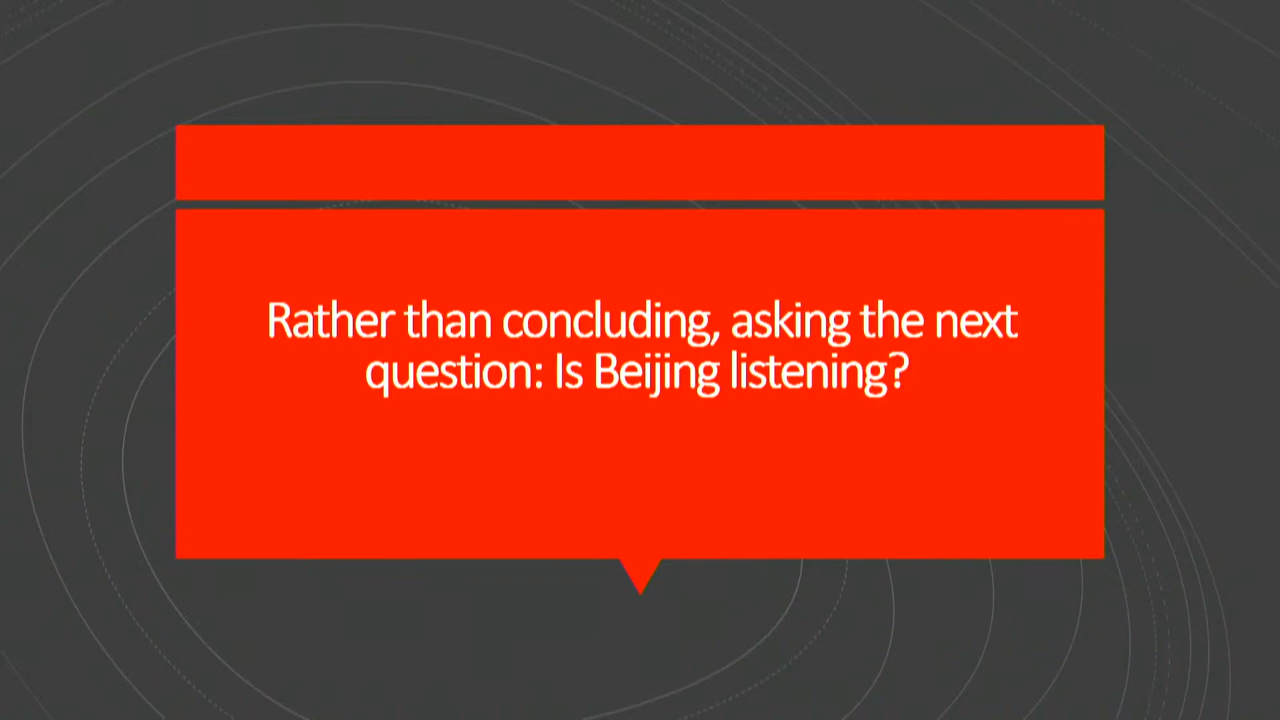 Rather than concluding, asking the next
question: Is Beijing listening?